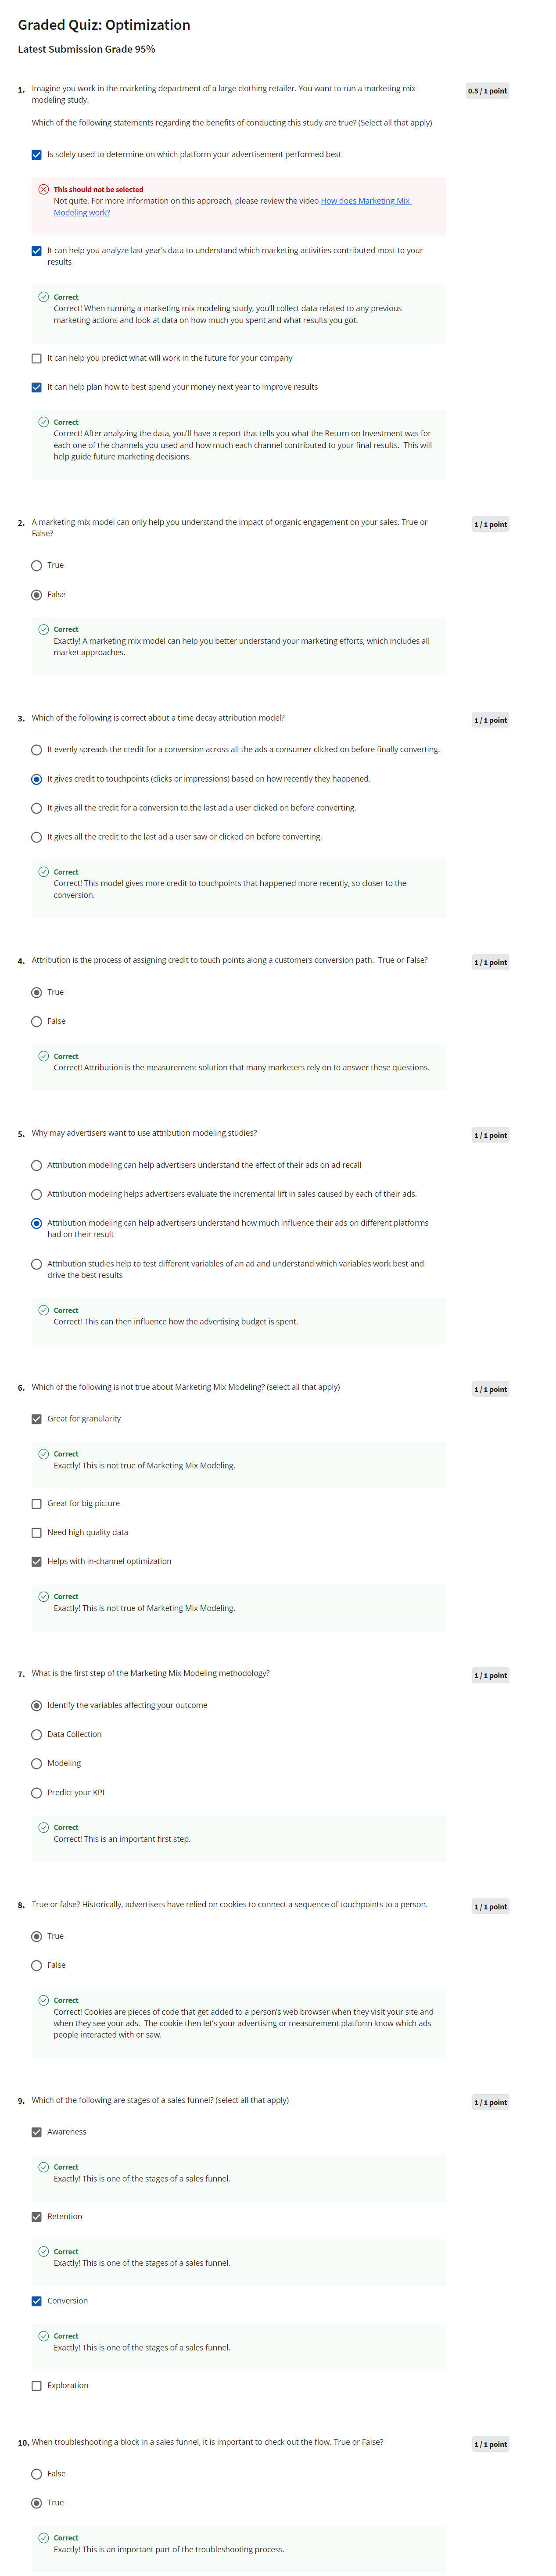 Graded Quiz: Optimization
Latest Submission Grade 95%
1. Imagine you work in the marketing department of a large clothing retailer. You want to run a marketing mix
modeling study.
0.5 / 1 point
Which of the following statements regarding the benefits of conducting this study are true? (Select all that apply)
Is solely used to determine on which platform your advertisement performed best
This should not be selected
Not quite. For more information on this approach, please review the video How does Marketing Mix
Modeling work?
It can help you analyze last year's data to understand which marketing activities contributed most to your
results
Correct
Correct! When running a marketing mix modeling study, you'll collect data related to any previous
marketing actions and look at data on how much you spent and what results you got.
It can help you predict what will work in the future for your company
It can help plan how to best spend your money next year to improve results
Correct
Correct! After analyzing the data, you'll have a report that tells you what the Return on Investment was for
each one of the channels you used and how much each channel contributed to your final results. This will
help guide future marketing decisions.
2. A marketing mix model can only help you understand the impact of organic engagement on your sales. True or
False?
1 / 1 point
True
False
Correct
Exactly! A marketing mix model can help you better understand your marketing efforts, which includes all
market approaches.
3. Which of the following is correct about a time decay attribution model?
1 / 1 point
It evenly spreads the credit for a conversion across all the ads a consumer clicked on before finally converting.
It gives credit to touchpoints (clicks or impressions) based on how recently they happened.
It gives all the credit for a conversion to the last ad a user clicked on before converting.
It gives all the credit to the last ad a user saw or clicked on before converting.
Correct
Correct! This model gives more credit to touchpoints that happened more recently, so closer to the
conversion.
4. Attribution is the process of assigning credit to touch points along a customers conversion path. True or False?
1 / 1 point
True
False
Correct
Correct! Attribution is the measurement solution that many marketers rely on to answer these questions.
5. Why may advertisers want to use attribution modeling studies?
1 / 1 point
Attribution modeling can help advertisers understand the effect of their ads on ad recall
Attribution modeling helps advertisers evaluate the incremental lift in sales caused by each of their ads.
Attribution modeling can help advertisers understand how much influence their ads on different platforms
had on their result
Attribution studies help to test different variables of an ad and understand which variables work best and
drive the best results
Correct
Correct! This can then influence how the advertising budget is spent.
6. Which of the following is not true about Marketing Mix Modeling? (select all that apply)
1 / 1 point
Great for granularity
Correct
Exactly! This is not true of Marketing Mix Modeling.
Great for big picture
Need high quality data
Helps with in-channel optimization
Correct
Exactly! This is not true of Marketing Mix Modeling.
7. What is the first step of the Marketing Mix Modeling methodology?
1 / 1 point
Identify the variables affecting your outcome
Data Collection
Modeling
Predict your KPI
Correct
Correct! This is an important first step.
8. True or false? Historically, advertisers have relied on cookies to connect a sequence of touchpoints to a person.
1 / 1 point
True
False
Correct
Correct! Cookies are pieces of code that get added to a person's web browser when they visit your site and
when they see your ads. The cookie then let's your advertising or measurement platform know which ads
people interacted with or saw.
9. Which of the following are stages of a sales funnel? (select all that apply)
1 / 1 point
Awareness
Correct
Exactly! This is one of the stages of a sales funnel.
Retention
Correct
Exactly! This is one of the stages of a sales funnel.
Conversion
Correct
Exactly! This is one of the stages of a sales funnel.
Exploration
10. When troubleshooting a block in a sales funnel, it is important to check out the flow. True or False?
1 / 1 point
False
True
Correct
Exactly! This is an important part of the troubleshooting process.